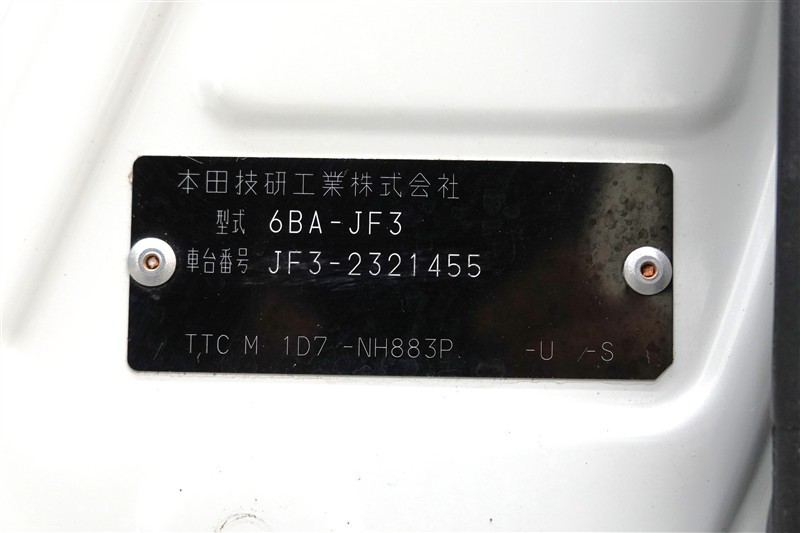 本田技研工業株式会社
型式 6BA-JF3
車台番号 JF3-2321455
TTC M 1D7 -NH883P -U -S